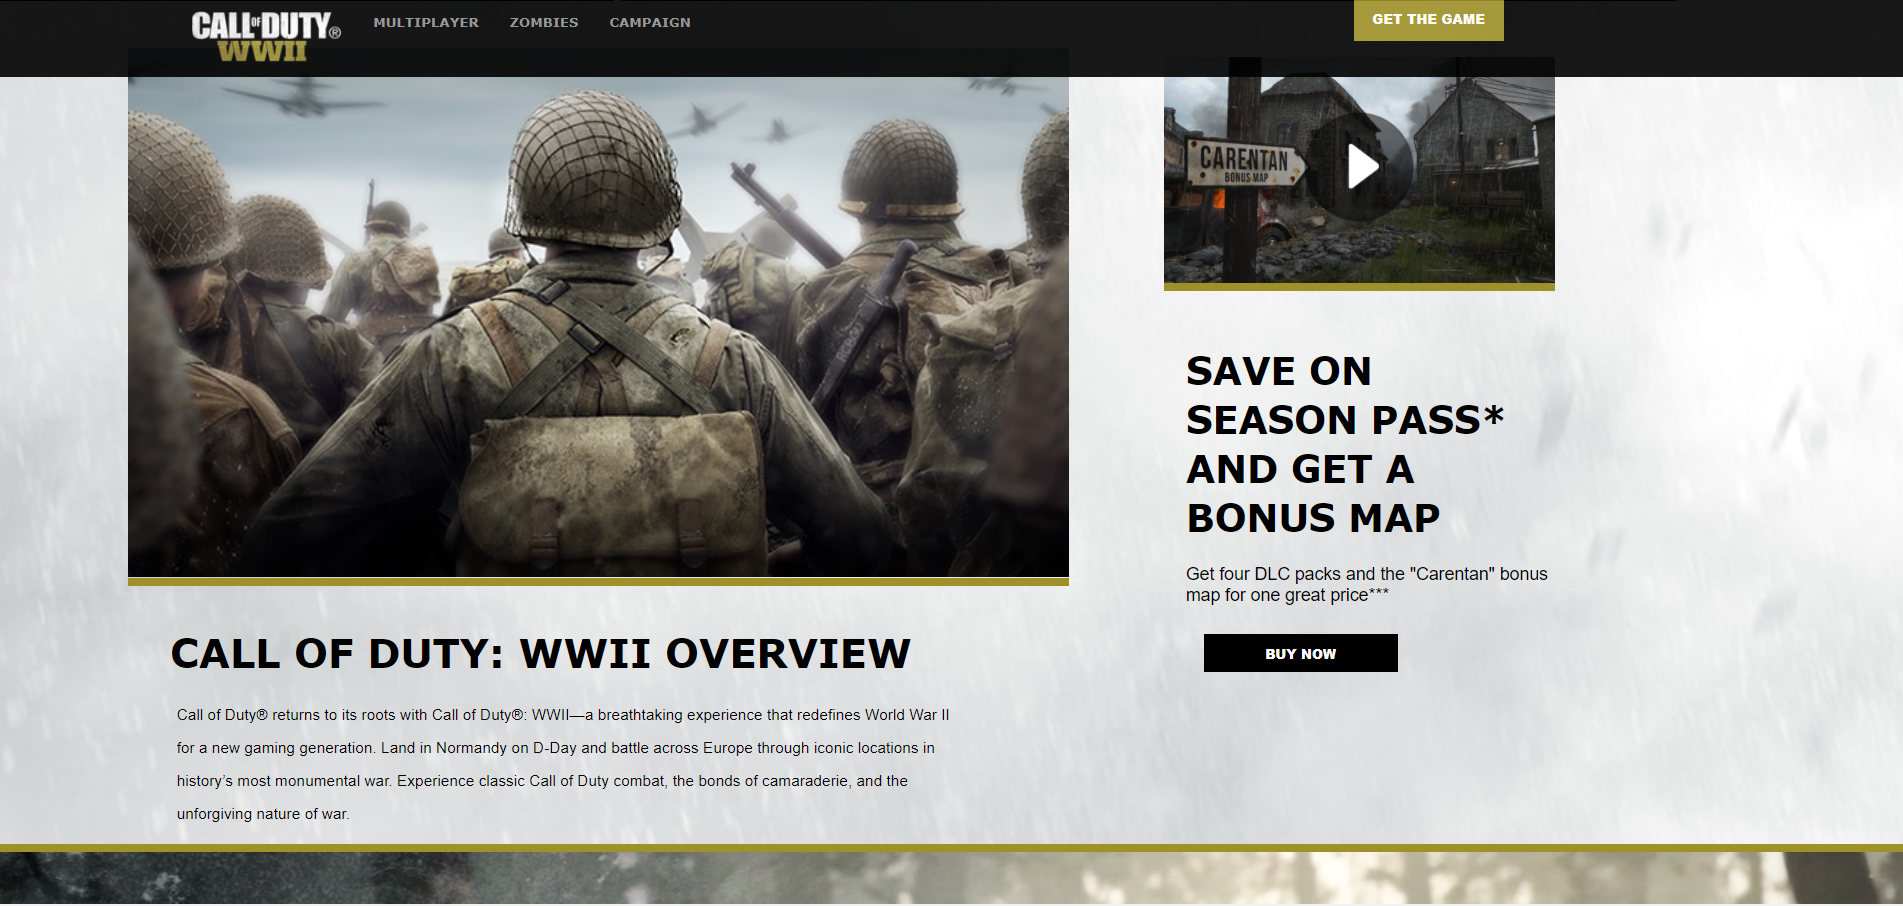 CALL OF DUTY®
WWII
MULTIPLAYER
ZOMBIES
CAMPAIGN
GET THE GAME
CARENTAN
BONUS MAP
SAVE ON
SEASON PASS*
AND GET A
BONUS MAP
Get four DLC packs and the "Carentan" bonus
map for one great price***
BUY NOW
CALL OF DUTY: WWII OVERVIEW
Call of Duty® returns to its roots with Call of Duty®: WWII—a breathtaking experience that redefines World War II
for a new gaming generation. Land in Normandy on D-Day and battle across Europe through iconic locations in
history’s most monumental war. Experience classic Call of Duty combat, the bonds of camaraderie, and the
unforgiving nature of war.